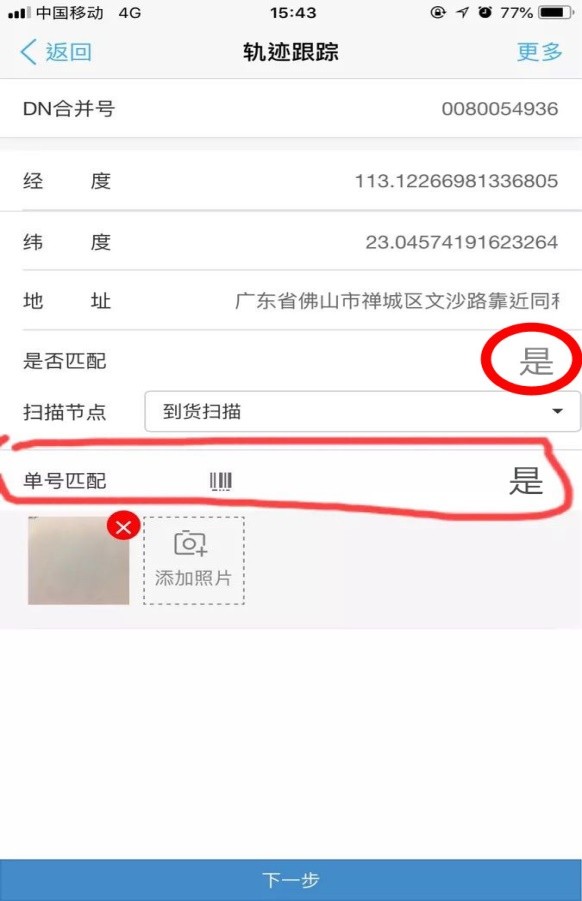 中国移动 4G 15:43 77%
返回 轨迹跟踪 更多
DN合并号 0080054936
经 度 113.12266981336805
纬 度 23.04574191623264
地 址 广东省佛山市禅城区文沙路靠近同
是否匹配 是
扫描节点 到货扫描
单号匹配 是
添加照片
下一步